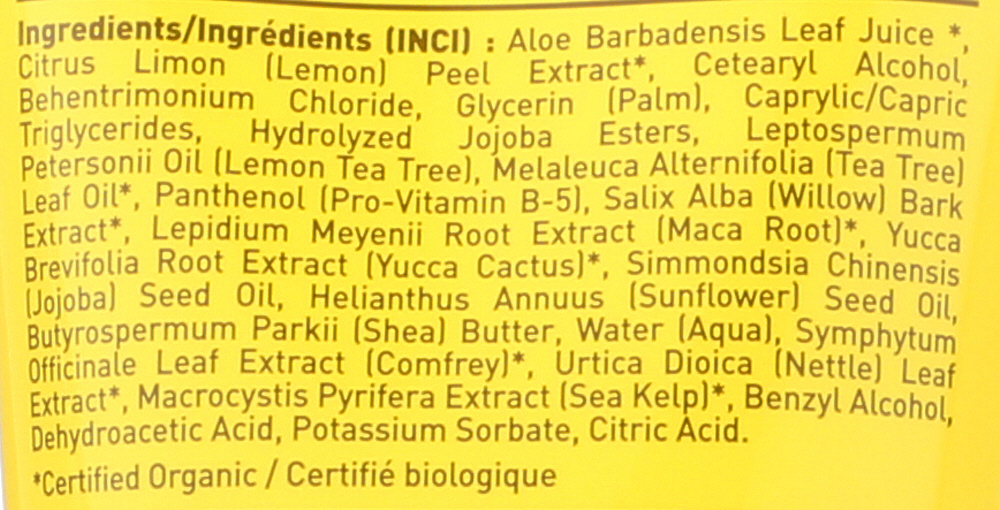 Ingredients/Ingrédients (INCI) : Aloe Barbadensis Leaf Juice *,
Citrus Limon (Lemon) Peel Extract*, Cetearyl Alcohol,
Behentrimonium Chloride, Glycerin (Palm), Caprylic/Capric
Triglycerides, Hydrolyzed Jojoba Esters, Leptospermum
Petersonii Oil (Lemon Tea Tree), Melaleuca Alternifolia (Tea Tree)
Leaf Oil*, Panthenol (Pro-Vitamin B-5), Salix Alba (Willow) Bark
Extract*, Lepidium Meyenii Root Extract (Maca Root)*, Yucca
Brevifolia Root Extract (Yucca Cactus)*, Simmondsia Chinensis
(Jojoba) Seed Oil, Helianthus Annuus (Sunflower) Seed Oil,
Butyrospermum Parkii (Shea) Butter, Water (Aqua), Symphytum
Officinale Leaf Extract (Comfrey)*, Urtica Dioica (Nettle) Leaf
Extract*, Macrocystis Pyrifera Extract (Sea Kelp)*, Benzyl Alcohol,
Dehydroacetic Acid, Potassium Sorbate, Citric Acid.
*Certified Organic / Certifié biologique